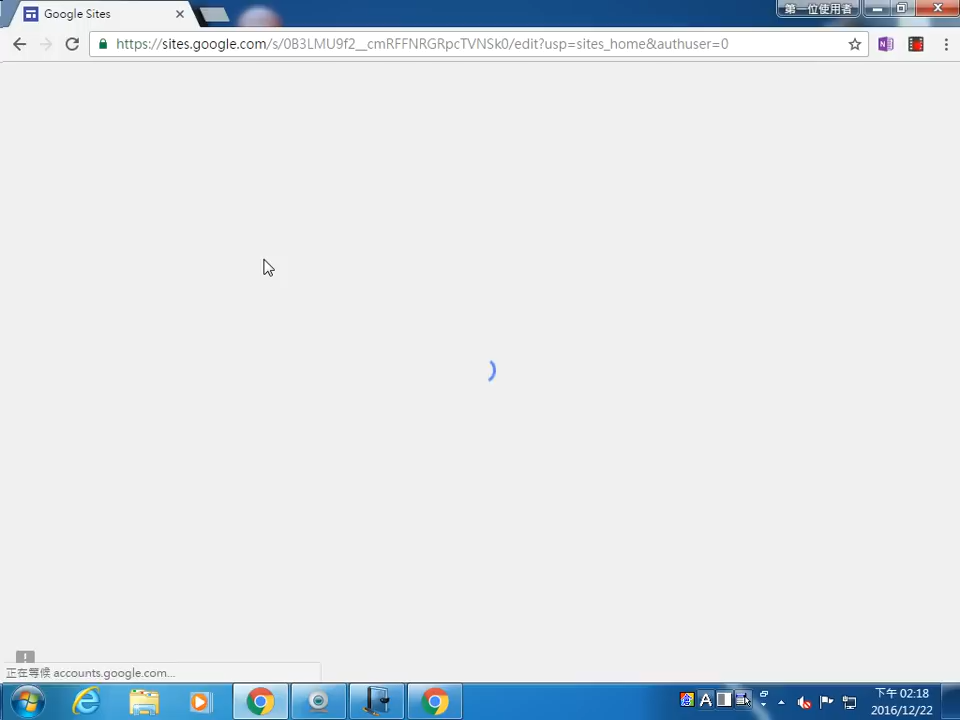 Google Sites
第一位使用者
https://sites.google.com/s/0B3LMU9f2__cmRFFNRGRpcTVNSk0/edit?usp=sites_home&authuser=0
正在等候 accounts.google.com...
A
下午 02:18
2016/12/22